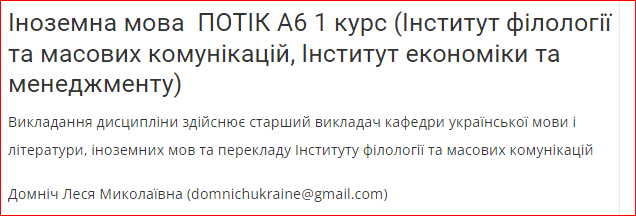 Іноземна мова  ПОТІК А6 1 курс (Інститут філології
та масових комунікацій, Інститут економіки та
менеджменту)
Викладання дисципліни здійснює старший викладач кафедри української мови і
літератури, іноземних мов та перекладу Інституту філології та масових комунікацій
Домніч Леся Миколаївна (domnichukraine@gmail.com)